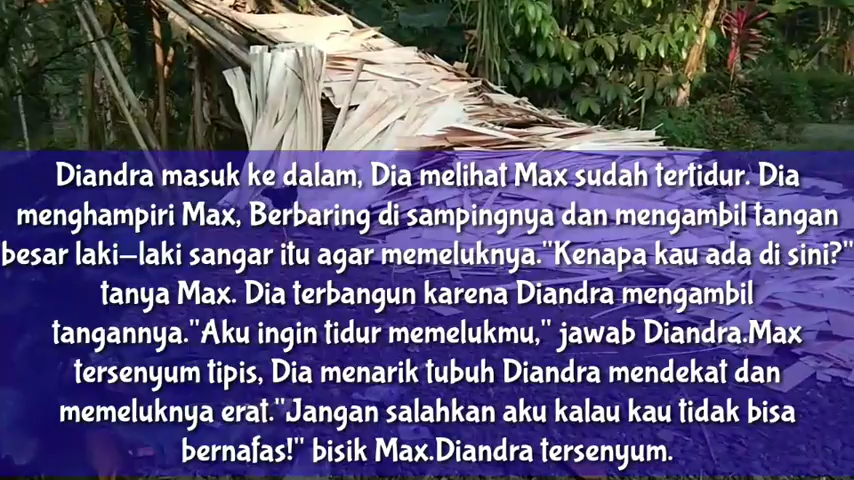 Diandra masuk ke dalam, Dia melihat Max sudah tertidur. Dia
menghampiri Max, Berbaring di sampingnya dan mengambil tangan
besar laki-laki sangar itu agar memeluknya."Kenapa kau ada di sini?"
tanya Max. Dia terbangun karena Diandra mengambil
tangannya."Aku ingin tidur memelukmu," jawab Diandra.Max
tersenyum tipis, Dia menarik tubuh Diandra mendekat dan
memeluknya erat."Jangan salahkan aku kalau kau tidak bisa
bernafas!" bisik Max.Diandra tersenyum.